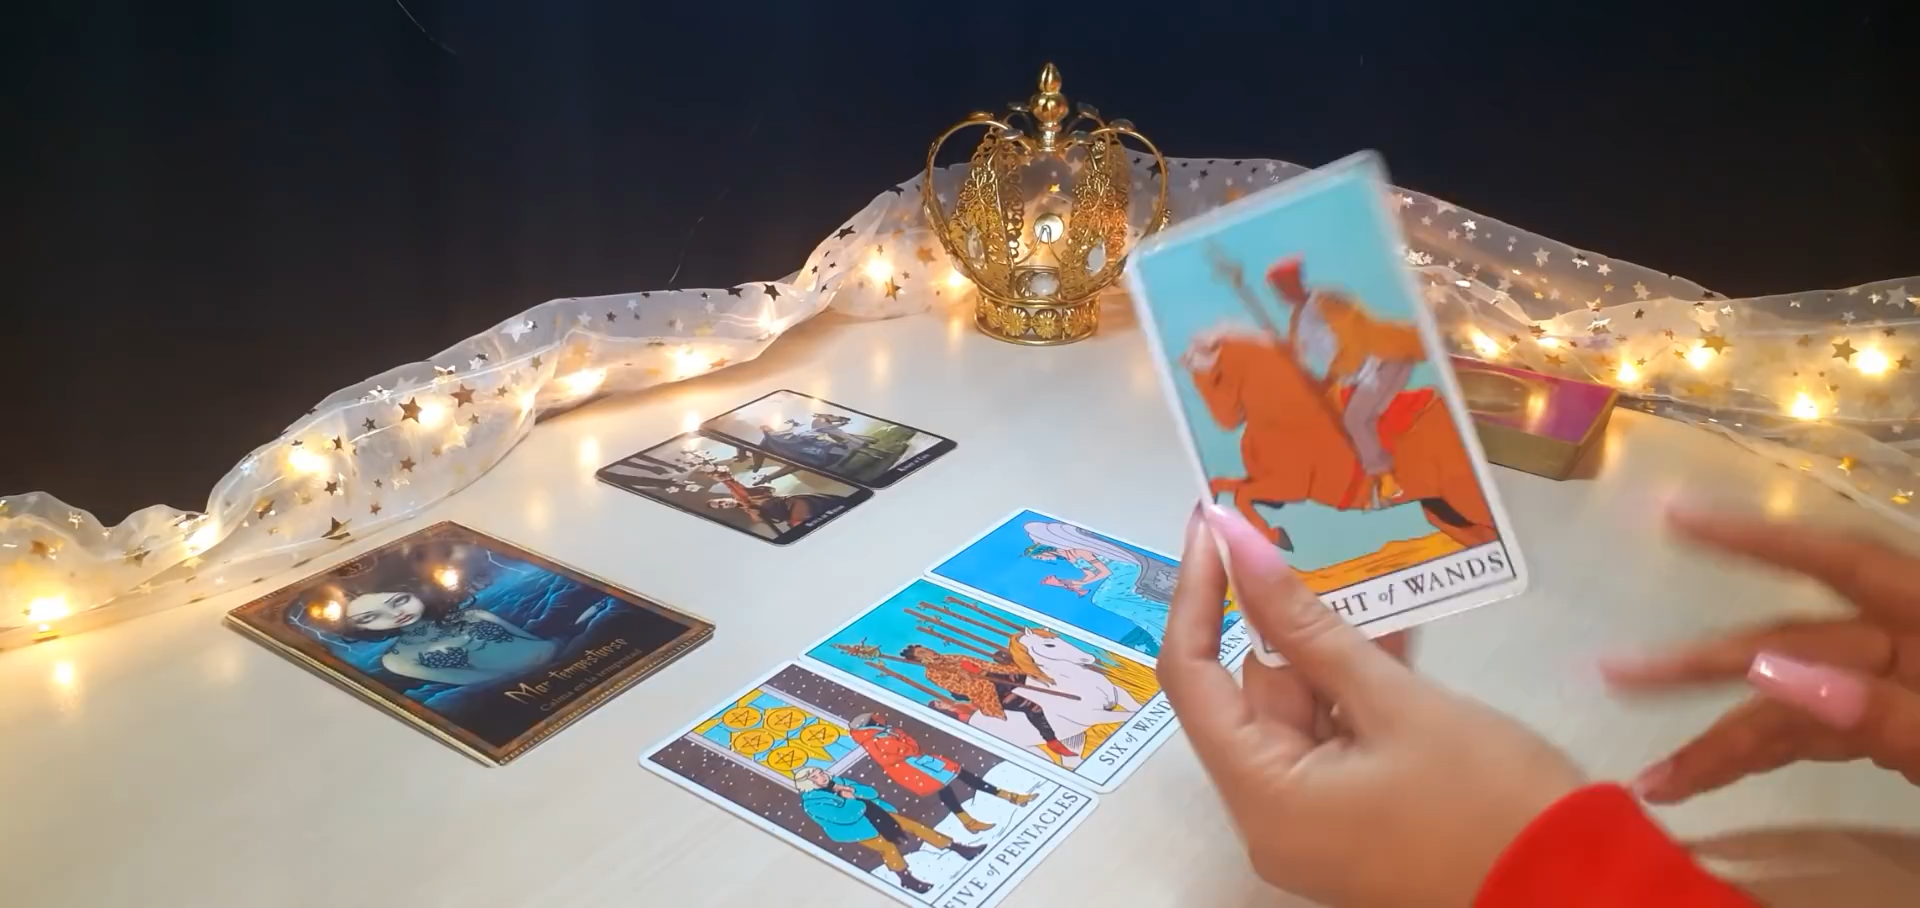 HT of WANDS
Mar tempestuoso
Calma en la tempestad
SIX of WAND
FIVE of PENTACLES